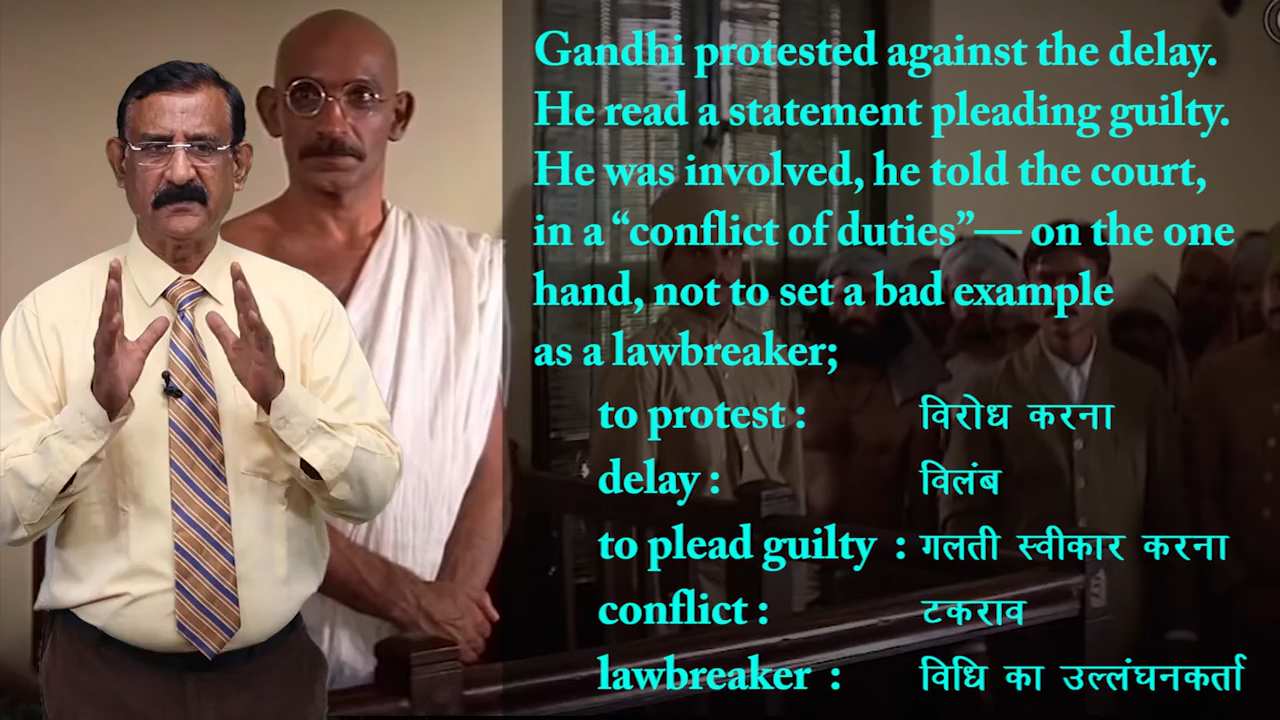 Gandhi protested against the delay.
He read a statement pleading guilty.
He was involved, he told the court,
in a “conflict of duties”— on the one
hand, not to set a bad example
as a lawbreaker;
to protest : विरोध करना
delay : विलंब
to plead guilty : गलती स्वीकार करना
conflict : टकराव
lawbreaker : विधि का उल्लंघनकर्ता